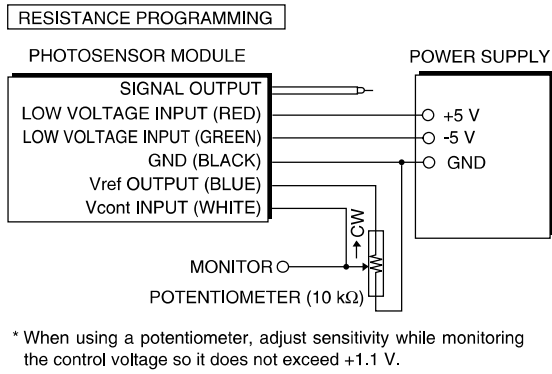 RESISTANCE PROGRAMMING
PHOTOSENSOR MODULE
POWER SUPPLY
SIGNAL OUTPUT
LOW VOLTAGE INPUT (RED)
+5 V
LOW VOLTAGE INPUT (GREEN)
-5 V
GND (BLACK)
GND
Vref OUTPUT (BLUE)
Vcont INPUT (WHITE)
CW
MONITOR
POTENTIOMETER (10 kΩ)
* When using a potentiometer, adjust sensitivity while monitoring
the control voltage so it does not exceed +1.1 V.